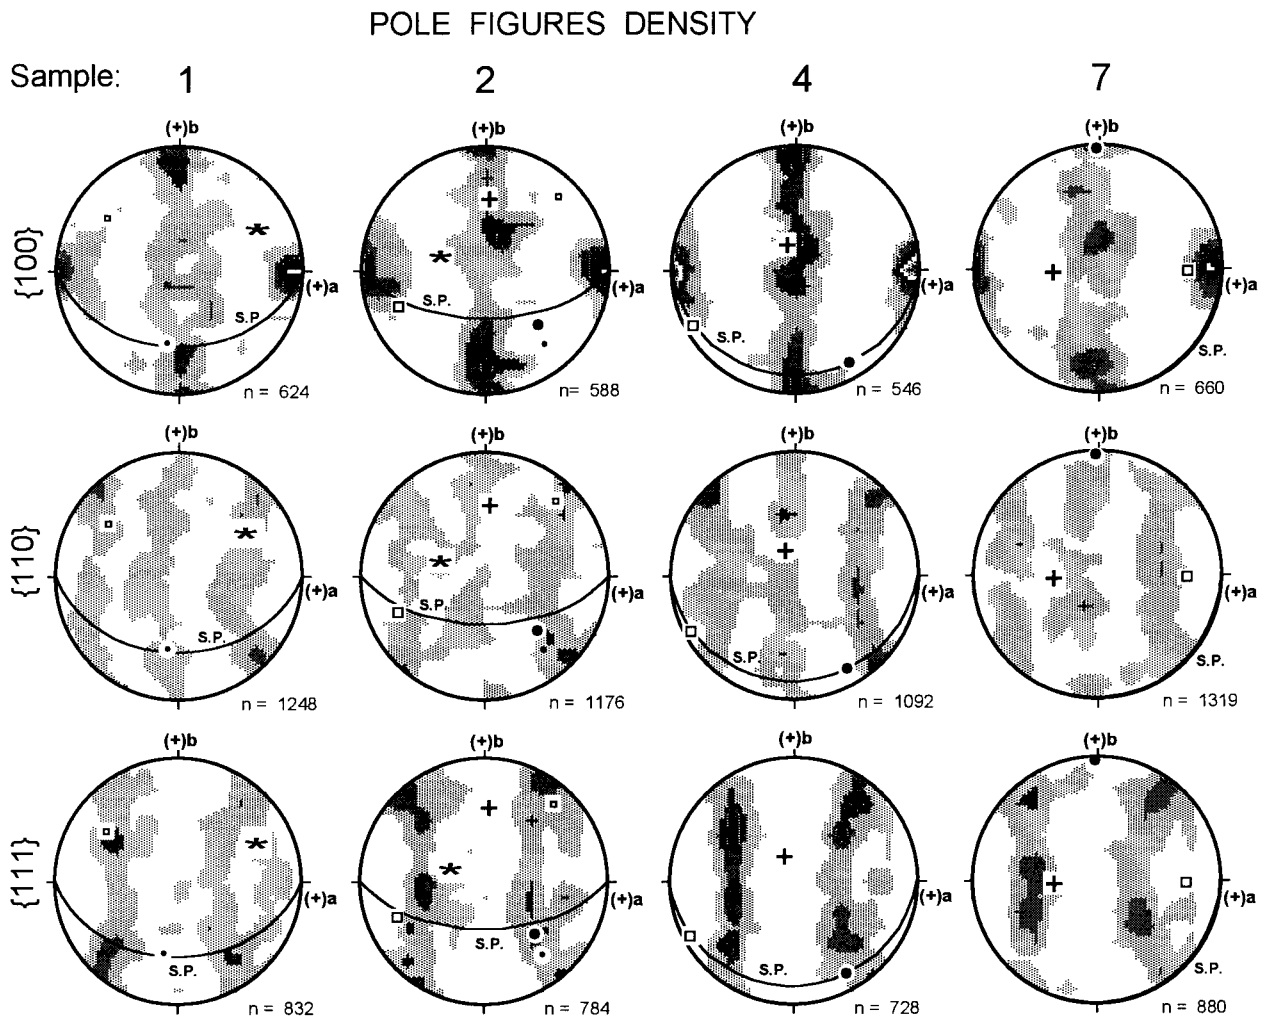 POLE FIGURES DENSITY
Sample: 1 2 4 7
(+)b (+)b (+)b (+)b
{100}
(+)a (+)a (+)a (+)a
S.P S.P. S.P. S.P.
n = 624 n= 588 n = 546 n = 660
(+)b (+)b (+)b (+)b
{110}
(+)a (+)a (+)a (+)a
S.P. S.P. S.P. S.P.
n = 1248 n = 1176 n = 1092 n = 1319
(+)b (+)b (+)b (+)b
{111}
(+)a (+)a (+)a (+)a
S.P. S.P. S.P. S.P.
n = 832 n = 784 n = 728 n = 880